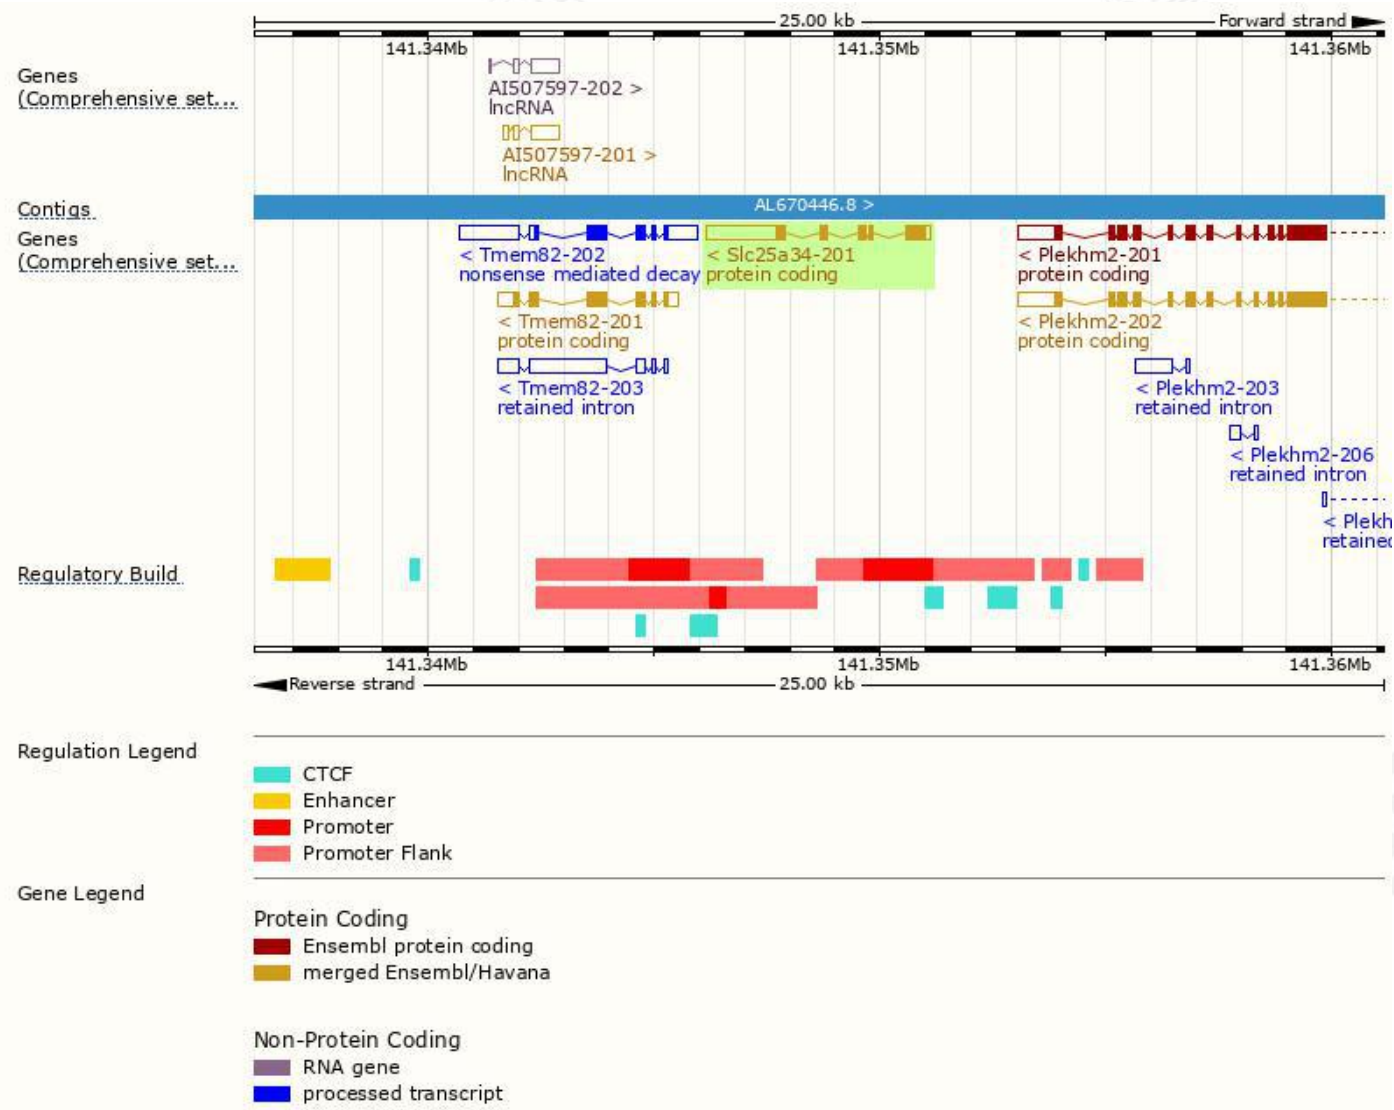 25.00 kb Forward strand
141.34Mb 141.35Mb 141.36Mb
Genes
(Comprehensive set...
AI507597-202 >
lncRNA
AI507597-201 >
lncRNA
Contigs
AL670446.8 >
Genes
(Comprehensive set...
< Tmem82-202
nonsense mediated decay
< Slc25a34-201
protein coding
< Plekhm2-201
protein coding
< Tmem82-201
protein coding
< Plekhm2-202
protein coding
< Tmem82-203
retained intron
< Plekhm2-203
retained intron
< Plekhm2-206
retained intron
< Plekh
retained
Regulatory Build
141.34Mb 141.35Mb 141.36Mb
Reverse strand 25.00 kb
Regulation Legend
CTCF
Enhancer
Promoter
Promoter Flank
Gene Legend
Protein Coding
Ensembl protein coding
merged Ensembl/Havana
Non-Protein Coding
RNA gene
processed transcript